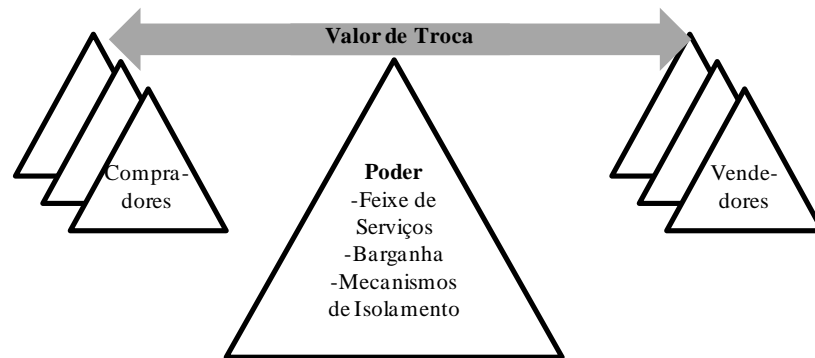 Valor de Troca
Compra-
dores
Poder
-Feixe de
Serviços
-Barganha
-Mecanismos
de Isolamento
Vende-
dores